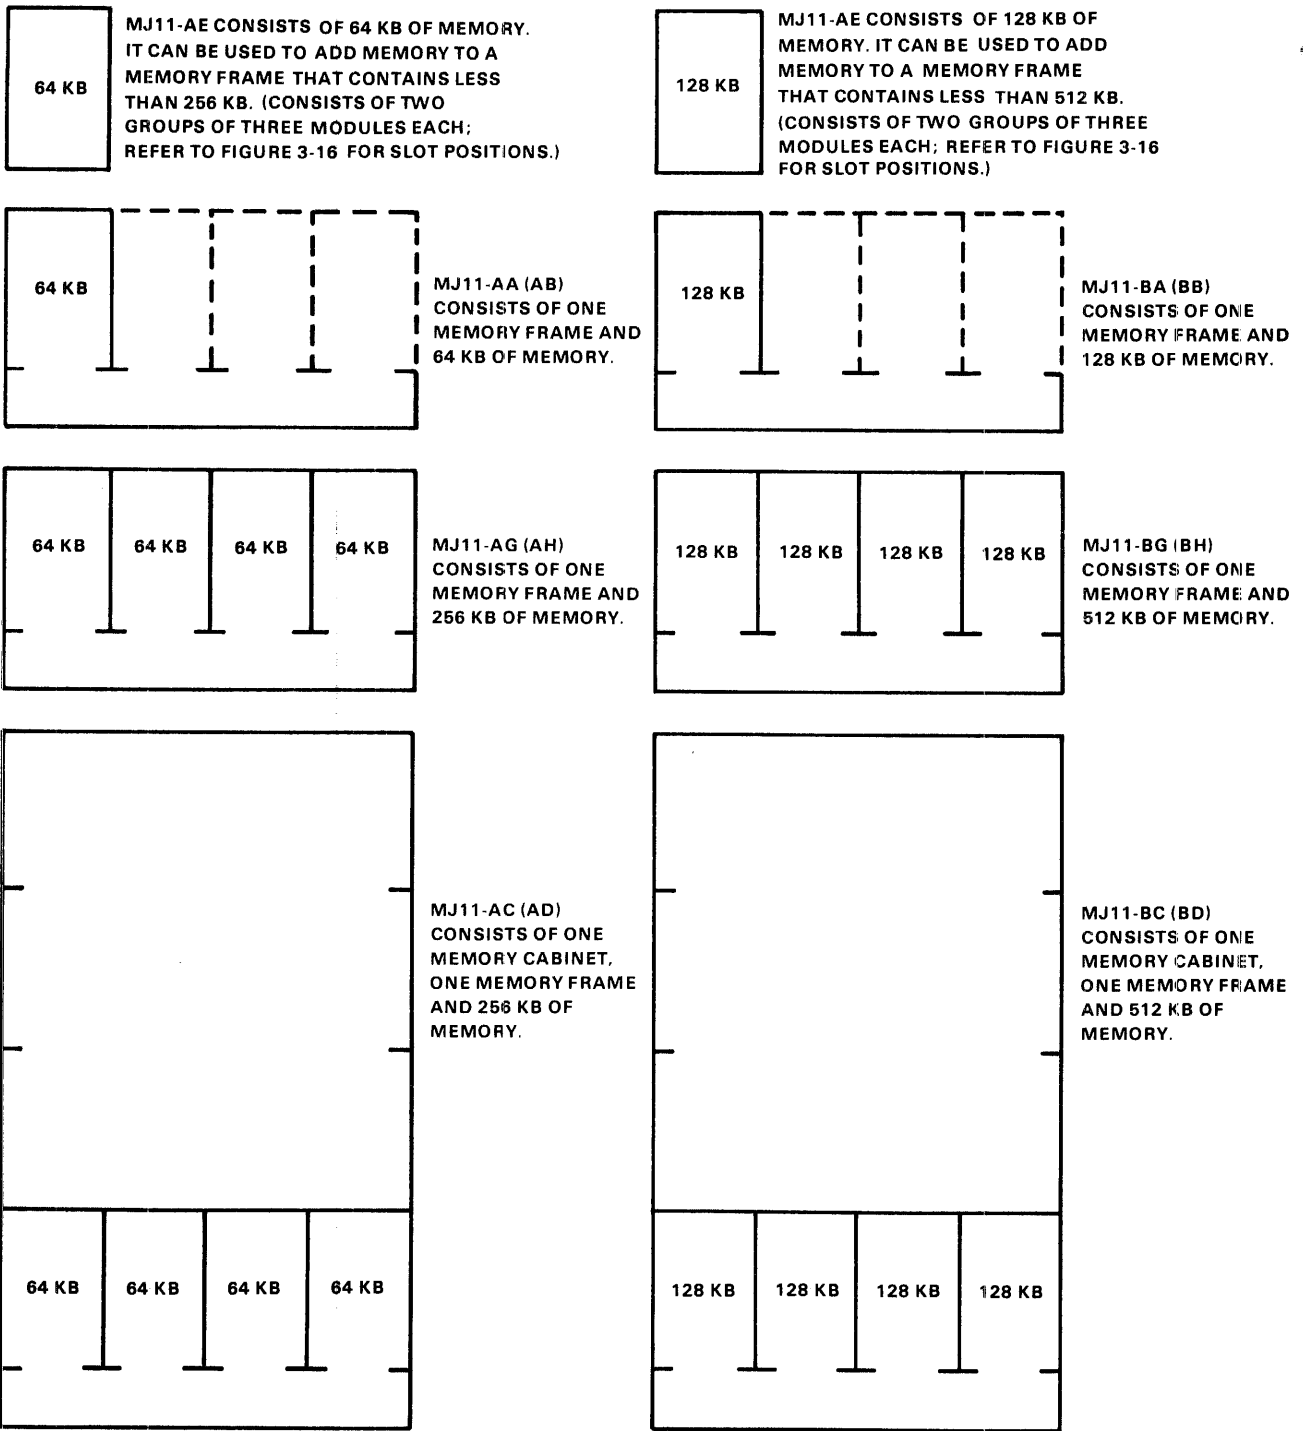 64 KB
MJ11-AE CONSISTS OF 64 KB OF MEMORY.
IT CAN BE USED TO ADD MEMORY TO A
MEMORY FRAME THAT CONTAINS LESS
THAN 256 KB. (CONSISTS OF TWO
GROUPS OF THREE MODULES EACH;
REFER TO FIGURE 3-16 FOR SLOT POSITIONS.)
128 KB
MJ11-AE CONSISTS OF 128 KB OF
MEMORY. IT CAN BE USED TO ADD
MEMORY TO A MEMORY FRAME
THAT CONTAINS LESS THAN 512 KB.
(CONSISTS OF TWO GROUPS OF THREE
MODULES EACH; REFER TO FIGURE 3-16
FOR SLOT POSITIONS.)
64 KB
MJ11-AA (AB)
CONSISTS OF ONE
MEMORY FRAME AND
64 KB OF MEMORY.
128 KB
MJ11-BA (BB)
CONSISTS OF ONE
MEMORY FRAME AND
128 KB OF MEMORY.
64 KB 64 KB 64 KB 64 KB
MJ11-AG (AH)
CONSISTS OF ONE
MEMORY FRAME AND
256 KB OF MEMORY.
128 KB 128 KB 128 KB 128 KB
MJ11-BG (BH)
CONSISTS OF ONE
MEMORY FRAME AND
512 KB OF MEMORY.
MJ11-AC (AD)
CONSISTS OF ONE
MEMORY CABINET,
ONE MEMORY FRAME
AND 256 KB OF
MEMORY.
64 KB 64 KB 64 KB 64 KB
MJ11-BC (BD)
CONSISTS OF ONE
MEMORY CABINET,
ONE MEMORY FRAME
AND 512 KB OF
MEMORY.
128 KB 128 KB 128 KB 128 KB